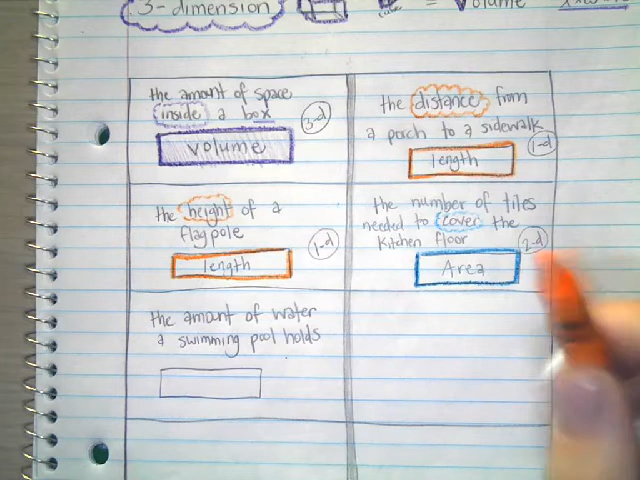 3-dimension = Volume
the amount of space
inside a box
3-d
volume
the distance from
a porch to a sidewalk
1-d
length
the height of a
flagpole
1-d
length
the number of tiles
needed to cover the
kitchen floor
2-d
Area
the amount of water
a swimming pool holds